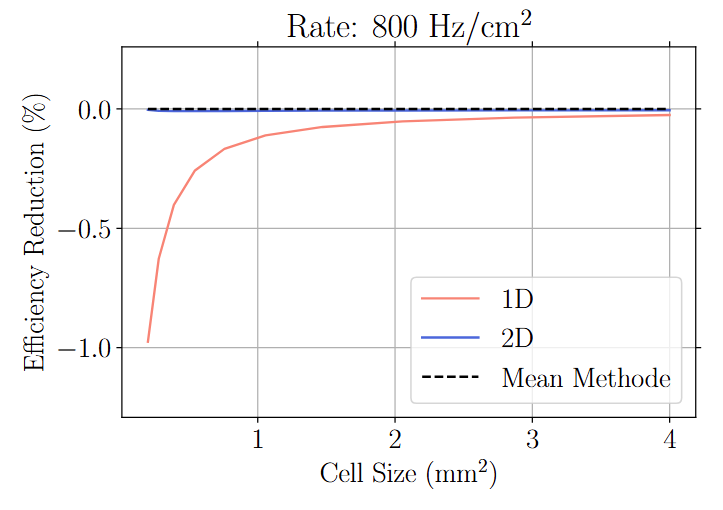 Rate: 800 Hz/cm²
Efficiency Reduction (%)
0.0
−0.5
−1.0
1D
2D
Mean Methode
1 2 3 4
Cell Size (mm²)